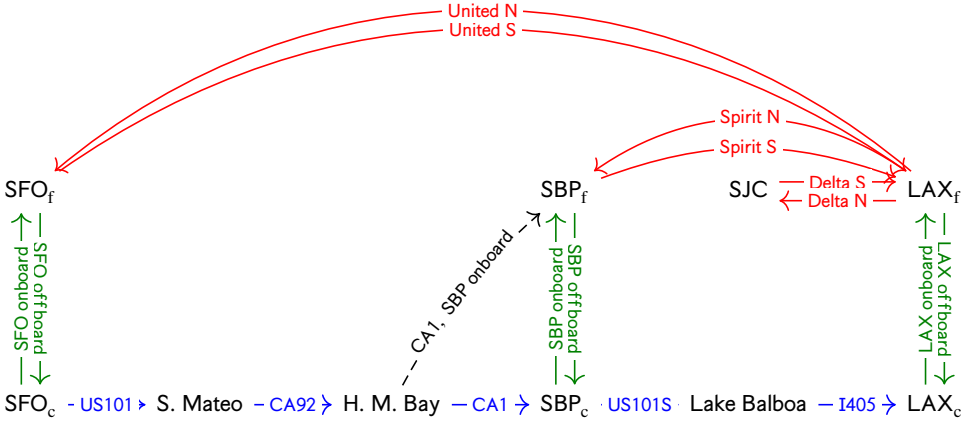 United N
United S
Spirit N
Spirit S
SFOf
SBPf
SJC
Delta S
Delta N
LAXf
SFO onboard
SFO offboard
CA1, SBP onboard
SBP onboard
SBP offboard
LAX onboard
LAX offboard
SFOc US101 S. Mateo CA92 H. M. Bay CA1 SBPc US101S Lake Balboa I405 LAXc